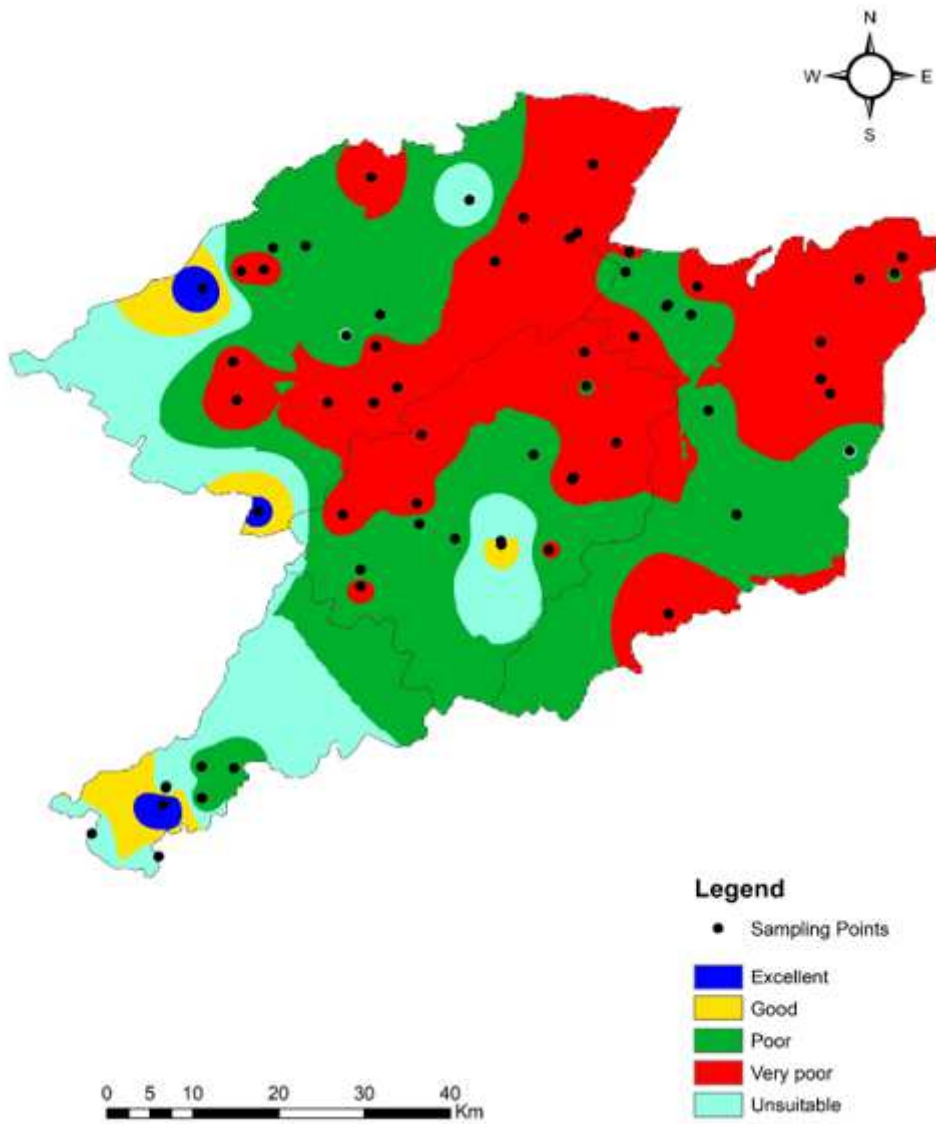 N
W E
S
Legend
Sampling Points
Excellent
Good
Poor
Very poor
Unsuitable
0 5 10 20 30 40
Km